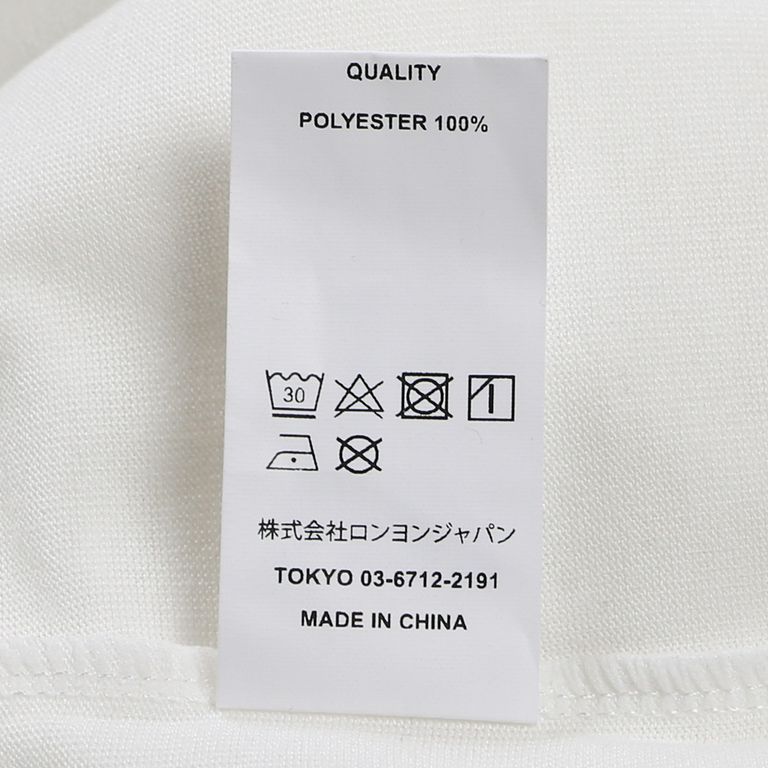 QUALITY
POLYESTER 100%
30
株式会社ロンヨンジャパン
TOKYO 03-6712-2191
MADE IN CHINA